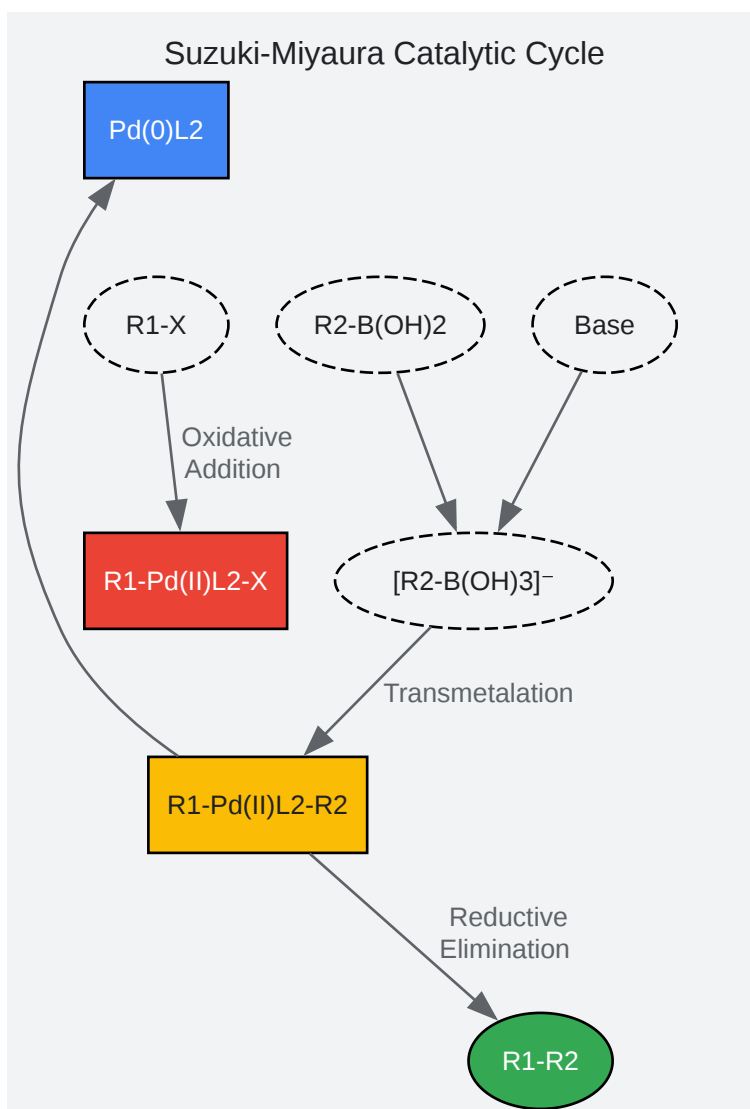 Suzuki-Miyaura Catalytic Cycle
Pd(0)L2
R1-X
R2-B(OH)2
Base
Oxidative
Addition
R1-Pd(II)L2-X
[R2-B(OH)3]⁻
Transmetalation
R1-Pd(II)L2-R2
Reductive
Elimination
R1-R2